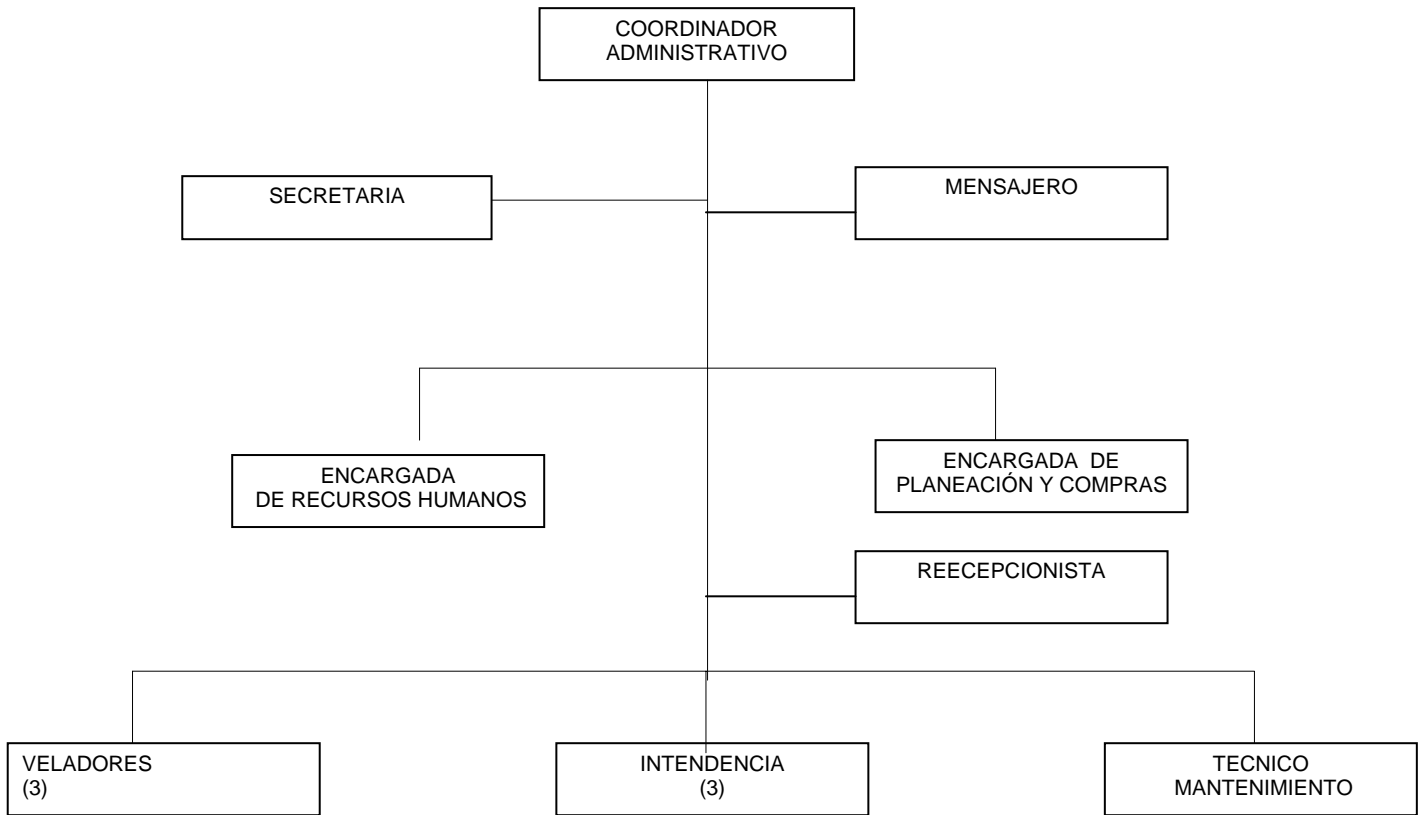 COORDINADOR
ADMINISTRATIVO
SECRETARIA
MENSAJERO
ENCARGADA
DE RECURSOS HUMANOS
ENCARGADA DE
PLANEACIÓN Y COMPRAS
REECEPCIONISTA
VELADORES
(3)
INTENDENCIA
(3)
TECNICO
MANTENIMIENTO